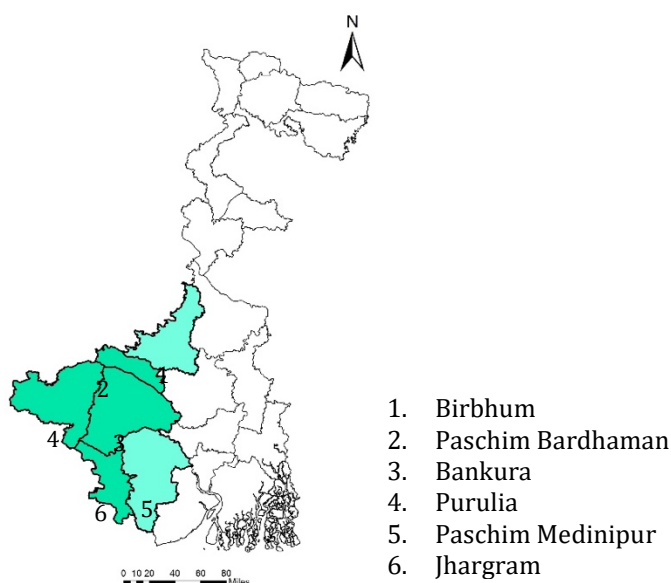 N
2
4
3
6
5
0 10 20 40 60 80
Miles
1. Birbhum
2. Paschim Bardhaman
3. Bankura
4. Purulia
5. Paschim Medinipur
6. Jhargram